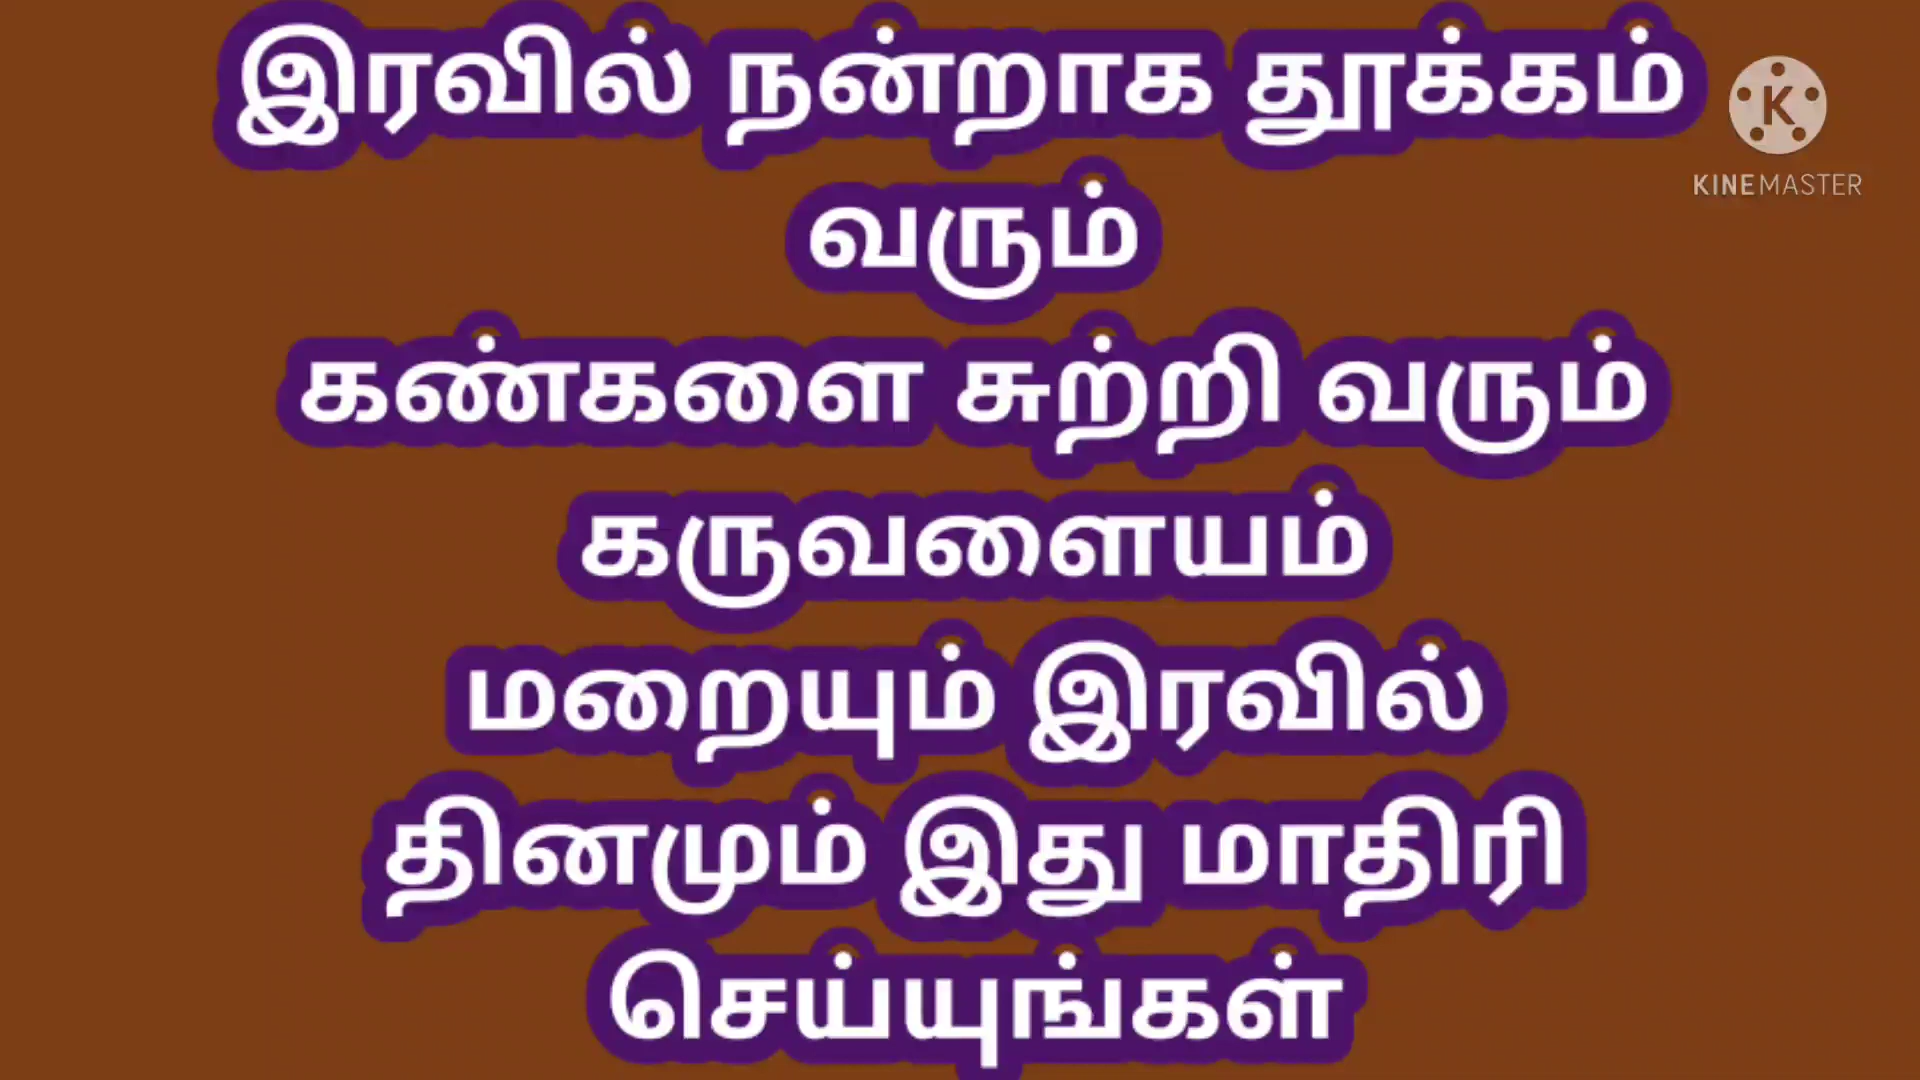 இரவில் நன்றாக தூக்கம்
வரும்
கண்களை சுற்றி வரும்
கருவளையம்
மறையும் இரவில்
தினமும் இது மாதிரி
செய்யுங்கள்
K
KINEMASTER